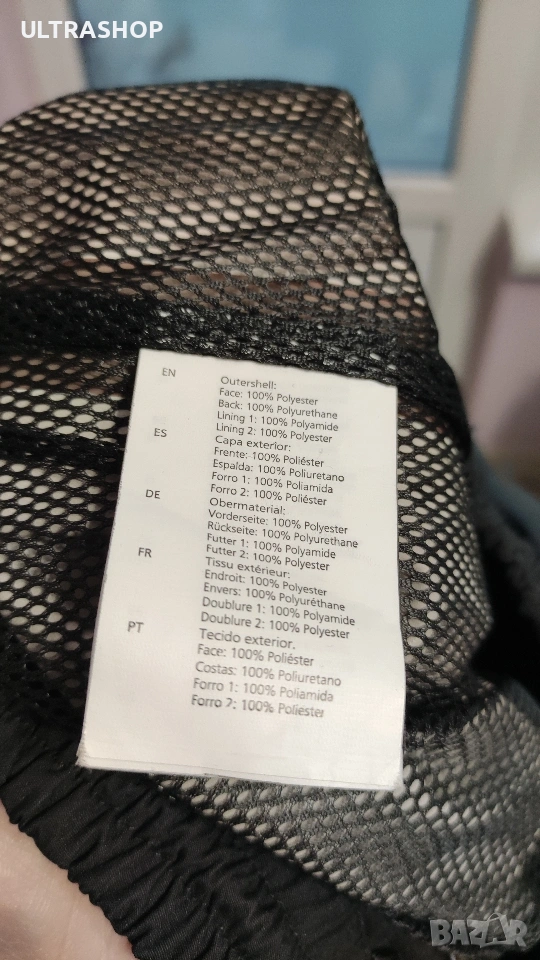 ULTRASHOP
EN
Outershell:
Face: 100% Polyester
Back: 100% Polyurethane
Lining 1: 100% Polyamide
Lining 2: 100% Polyester
ES
Capa exterior:
Frente: 100% Poliéster
Espalda: 100% Poliuretano
Forro 1: 100% Poliamida
Forro 2: 100% Poliéster
DE
Obermaterial:
Vorderseite: 100% Polyester
Rückseite: 100% Polyurethane
Futter 1: 100% Polyamide
Futter 2: 100% Polyester
FR
Tissu extérieur:
Endroit: 100% Polyester
Envers: 100% Polyuréthane
Doublure 1: 100% Polyamide
Doublure 2: 100% Polyester
PT
Tecido exterior.
Face: 100% Poliéster
Costas: 100% Poliuretano
Forro 1: 100% Poliamida
Forro 2: 100% Poliester
BAZAR